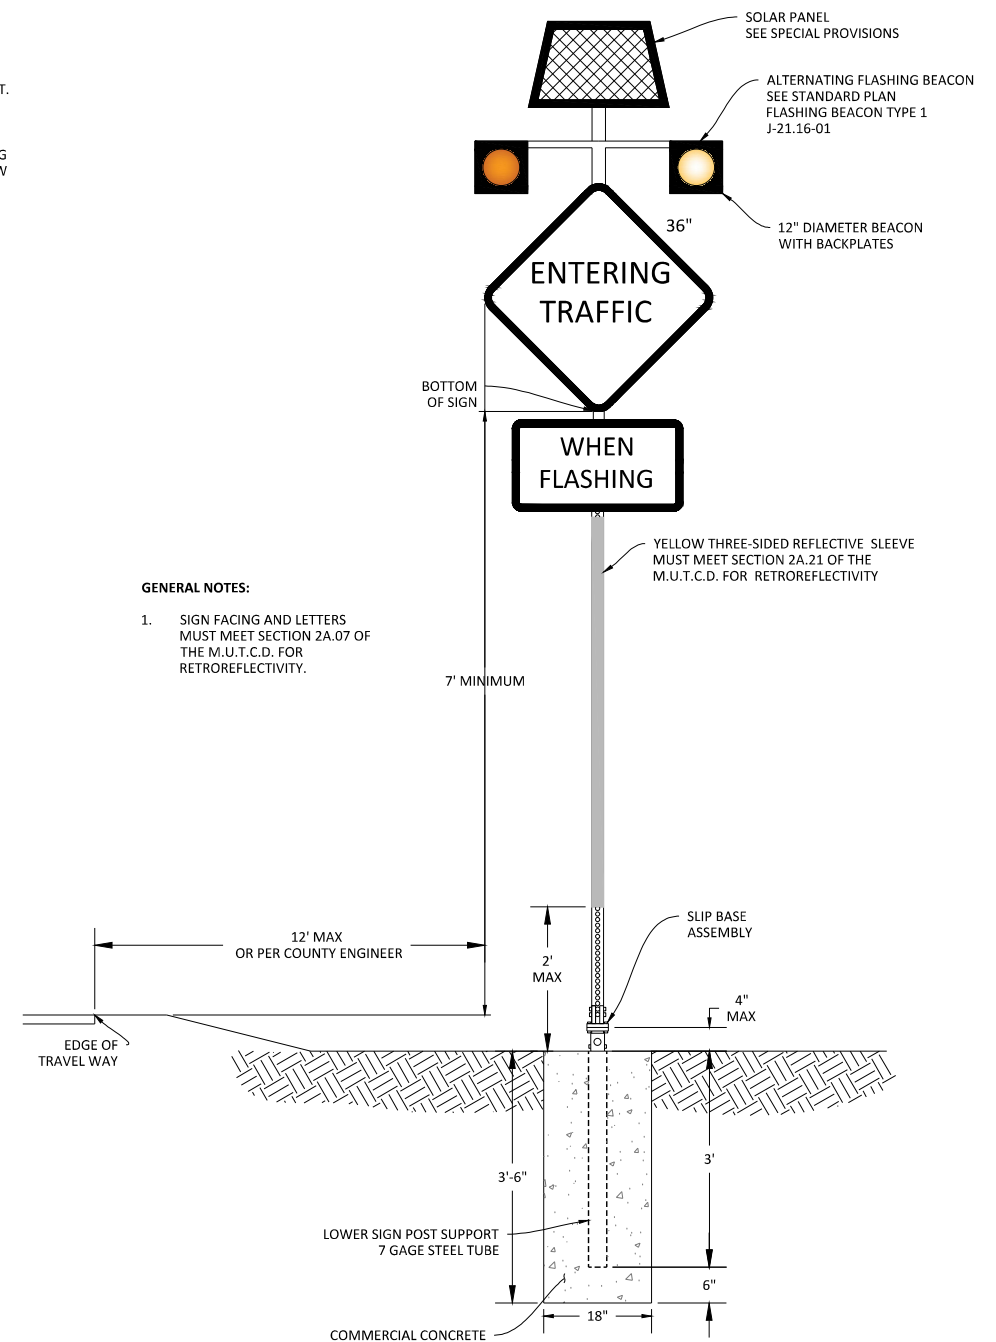 SOLAR PANEL
SEE SPECIAL PROVISIONS
T.
ALTERNATING FLASHING BEACON
SEE STANDARD PLAN
FLASHING BEACON TYPE 1
J-21.16-01
G
W
36"
12" DIAMETER BEACON
WITH BACKPLATES
ENTERING
TRAFFIC
BOTTOM
OF SIGN
WHEN
FLASHING
YELLOW THREE-SIDED REFLECTIVE SLEEVE
MUST MEET SECTION 2A.21 OF THE
M.U.T.C.D. FOR RETROREFLECTIVITY
GENERAL NOTES:
1. SIGN FACING AND LETTERS
MUST MEET SECTION 2A.07 OF
THE M.U.T.C.D. FOR
RETROREFLECTIVITY.
7' MINIMUM
SLIP BASE
ASSEMBLY
12' MAX
OR PER COUNTY ENGINEER
2'
MAX
4"
MAX
EDGE OF
TRAVEL WAY
3'-6"
3'
LOWER SIGN POST SUPPORT
7 GAGE STEEL TUBE
6"
18"
COMMERCIAL CONCRETE